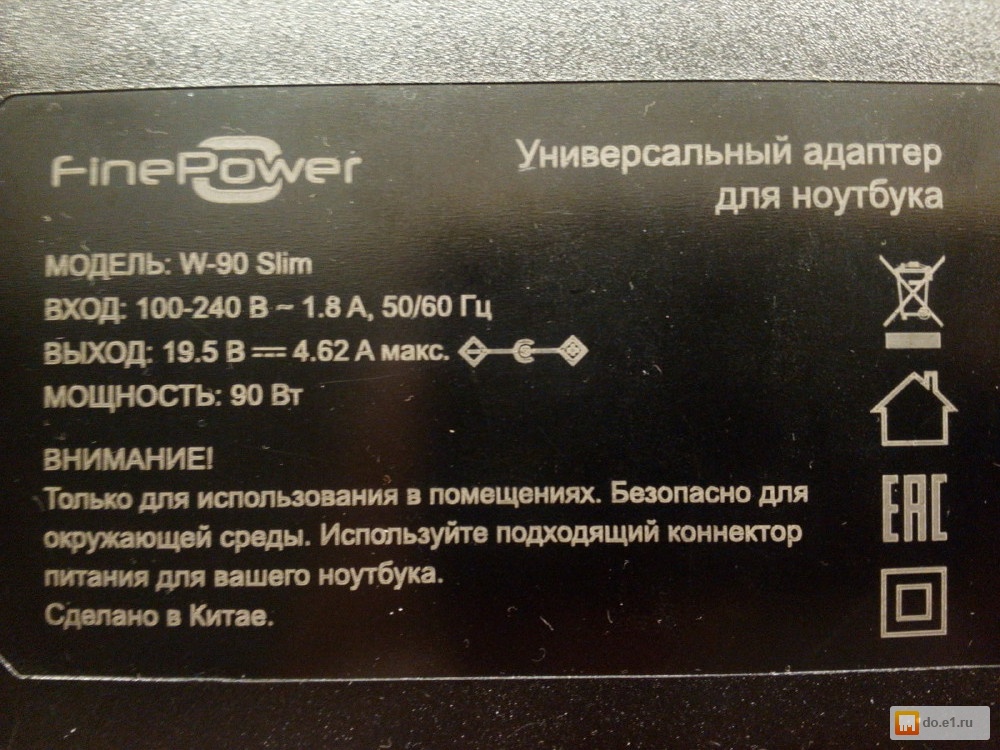 FinePower
Универсальный адаптер
для ноутбука
МОДЕЛЬ: W-90 Slim
ВХОД: 100-240 В ~ 1.8 А, 50/60 Гц
ВЫХОД: 19.5 В ⎓ 4.62 А макс.
МОЩНОСТЬ: 90 Вт
ВНИМАНИЕ!
Только для использования в помещениях. Безопасно для
окружающей среды. Используйте подходящий коннектор
питания для вашего ноутбука.
Сделано в Китае.
EAC
do.e1.ru